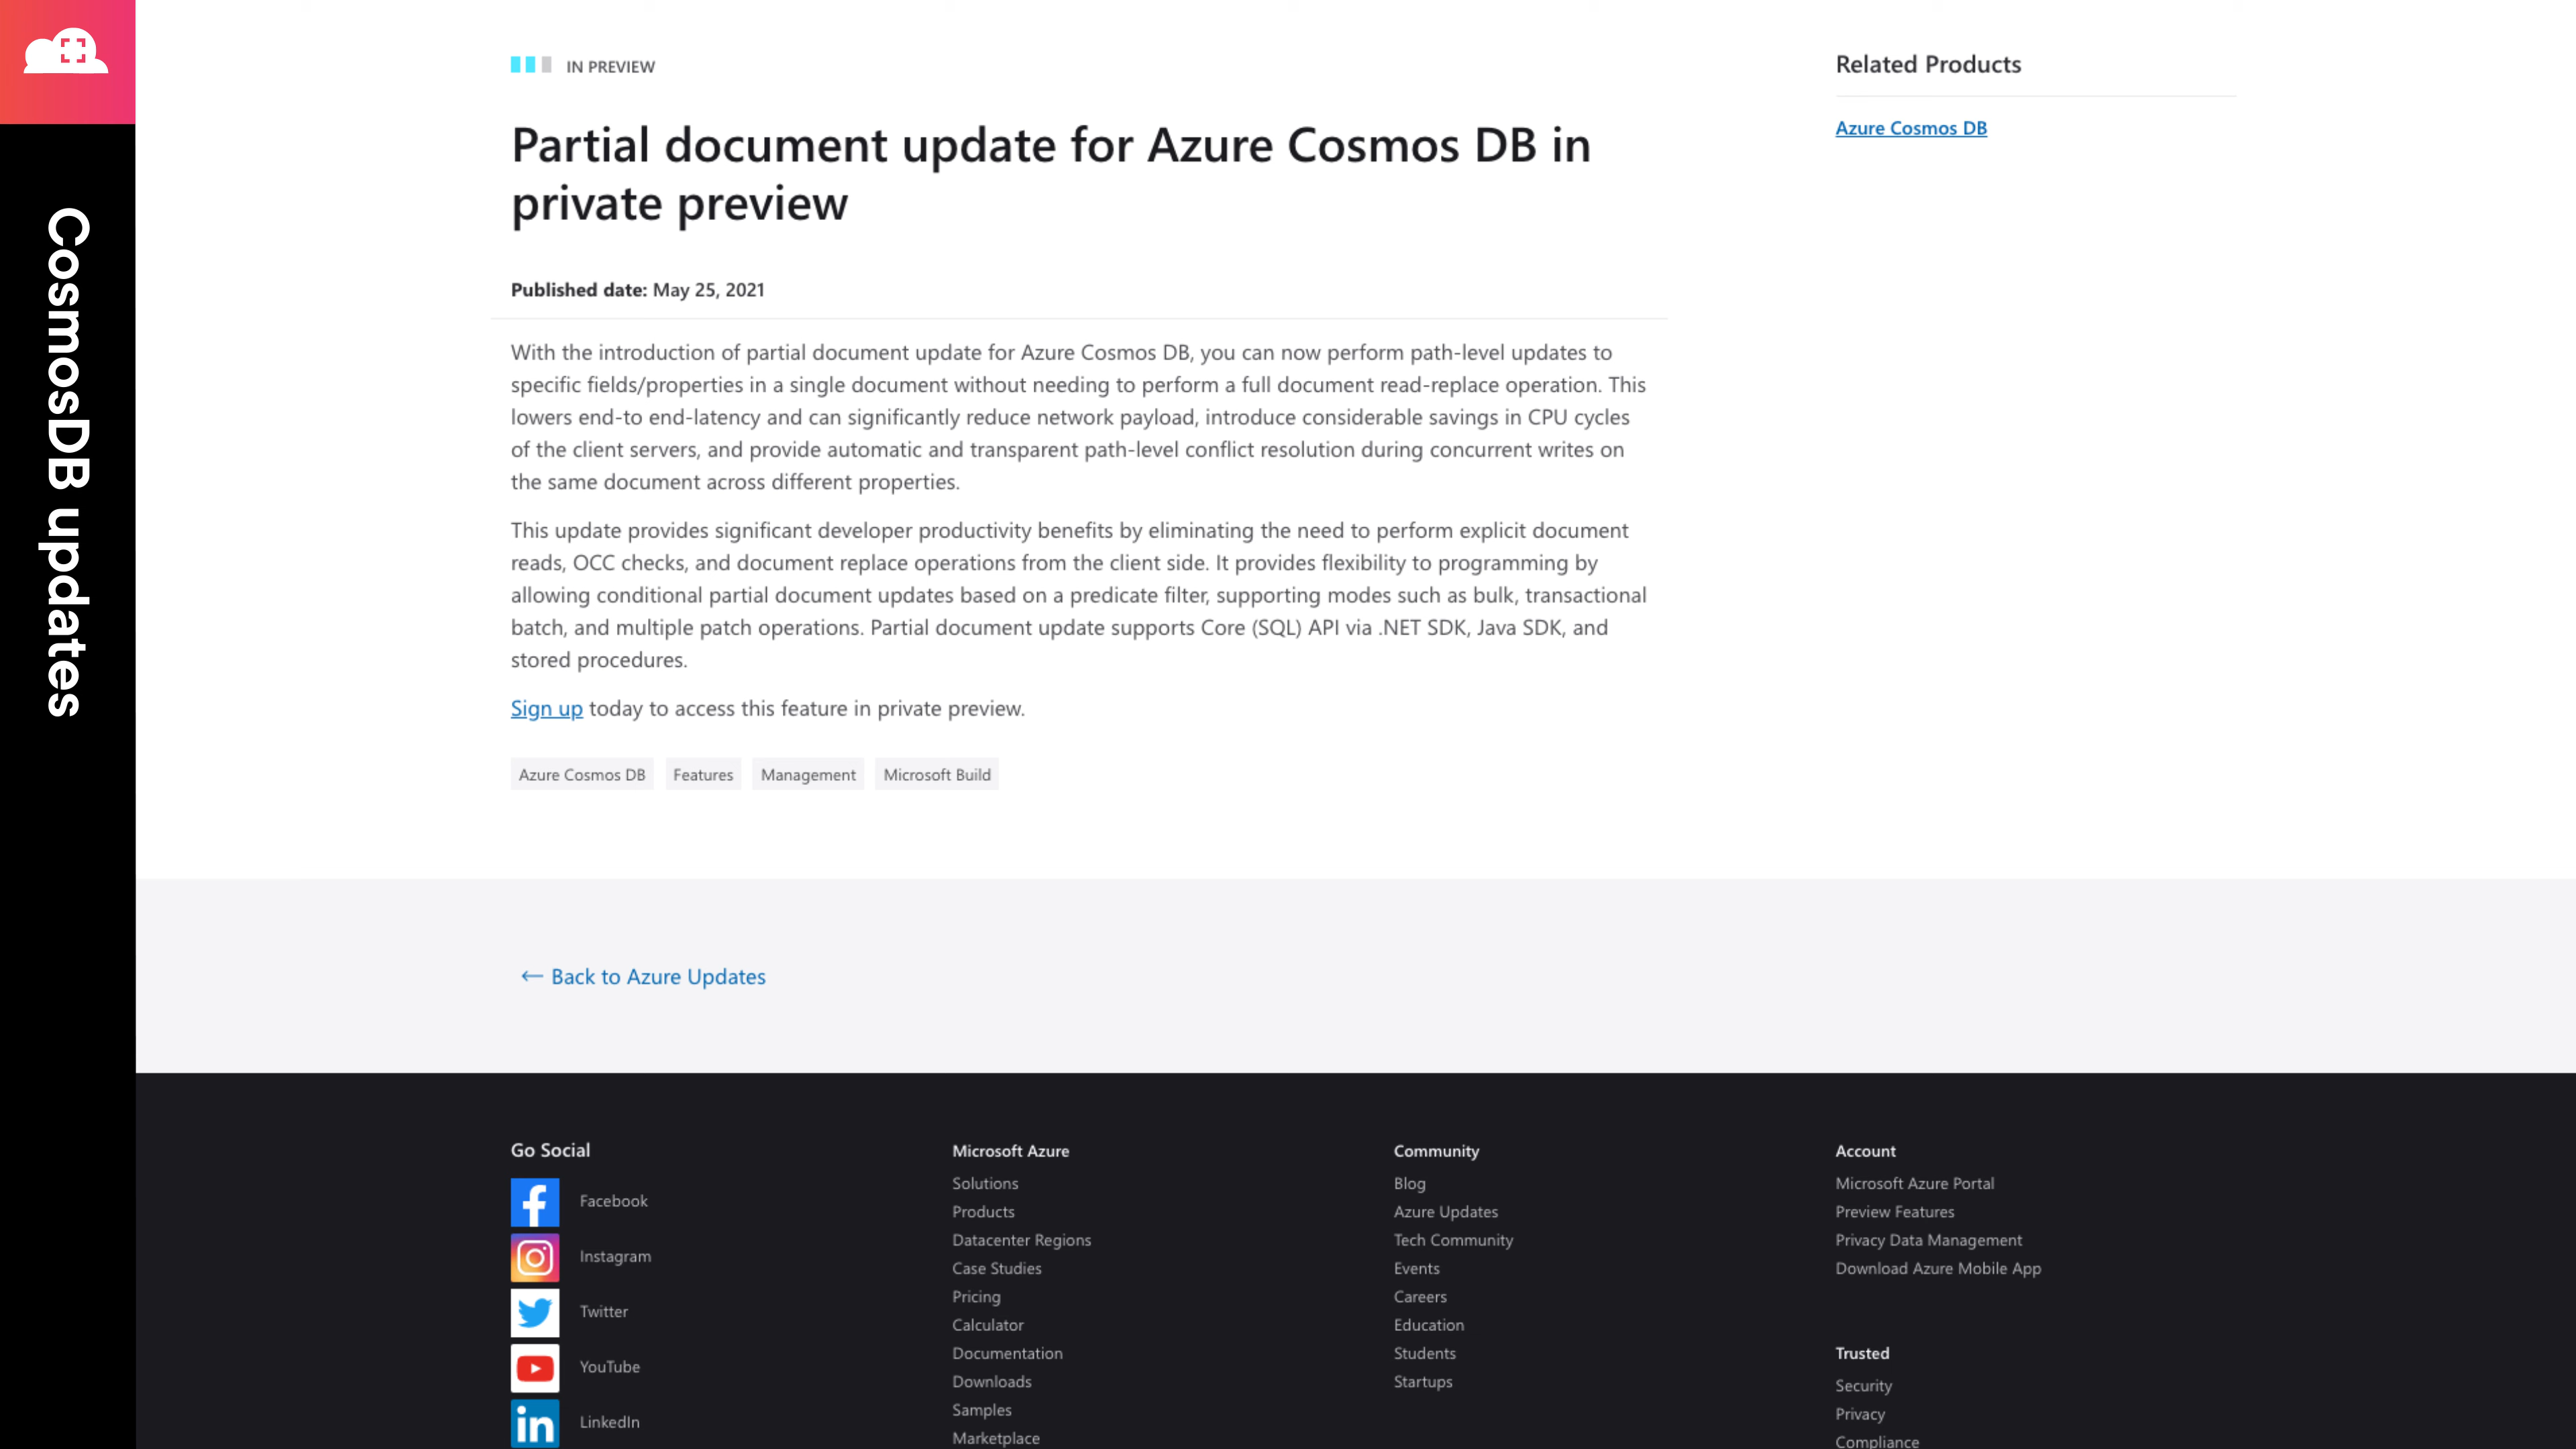 CosmosDB updates
IN PREVIEW
Partial document update for Azure Cosmos DB in
private preview
Published date: May 25, 2021
With the introduction of partial document update for Azure Cosmos DB, you can now perform path-level updates to
specific fields/properties in a single document without needing to perform a full document read-replace operation. This
lowers end-to end-latency and can significantly reduce network payload, introduce considerable savings in CPU cycles
of the client servers, and provide automatic and transparent path-level conflict resolution during concurrent writes on
the same document across different properties.
This update provides significant developer productivity benefits by eliminating the need to perform explicit document
reads, OCC checks, and document replace operations from the client side. It provides flexibility to programming by
allowing conditional partial document updates based on a predicate filter, supporting modes such as bulk, transactional
batch, and multiple patch operations. Partial document update supports Core (SQL) API via .NET SDK, Java SDK, and
stored procedures.
Sign up today to access this feature in private preview.
Azure Cosmos DB Features Management Microsoft Build
Related Products
Azure Cosmos DB
← Back to Azure Updates
Go Social
Facebook
Instagram
Twitter
YouTube
LinkedIn
Microsoft Azure
Solutions
Products
Datacenter Regions
Case Studies
Pricing
Calculator
Documentation
Downloads
Samples
Marketplace
Community
Blog
Azure Updates
Tech Community
Events
Careers
Education
Students
Startups
Account
Microsoft Azure Portal
Preview Features
Privacy Data Management
Download Azure Mobile App
Trusted
Security
Privacy
Compliance